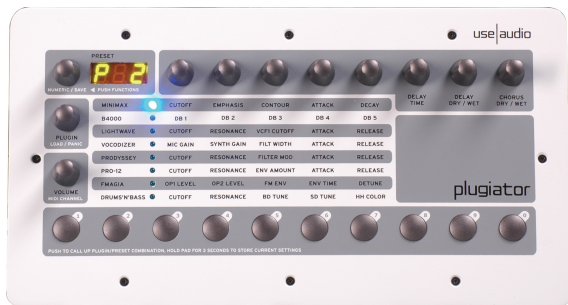 use|audio
PRESET
P 2
NUMERIC / SAVE ◀ PUSH FUNCTIONS
DELAY TIME DELAY DRY / WET CHORUS DRY / WET
MINIMAX CUTOFF EMPHASIS CONTOUR ATTACK DECAY
B4000 DB 1 DB 2 DB 3 DB 4 DB 5
LIGHTWAVE CUTOFF RESONANCE VCF1 CUTOFF ATTACK RELEASE
VOCODIZER MIC GAIN SYNTH GAIN FILT WIDTH ATTACK RELEASE
PRODYSSEY CUTOFF RESONANCE FILTER MOD ATTACK RELEASE
PRO-12 CUTOFF RESONANCE ENV AMOUNT ATTACK RELEASE
FMAGIA OP1 LEVEL OP2 LEVEL FM ENV ENV TIME DETUNE
DRUMS'N'BASS CUTOFF RESONANCE BD TUNE SD TUNE HH COLOR
PLUGIN
LOAD / PANIC
VOLUME
MIDI CHANNEL
plugiator
1 2 3 4 5 6 7 8 9 0
PUSH TO CALL UP PLUGIN/PRESET COMBINATION. HOLD PAD FOR 3 SECONDS TO STORE CURRENT SETTINGS